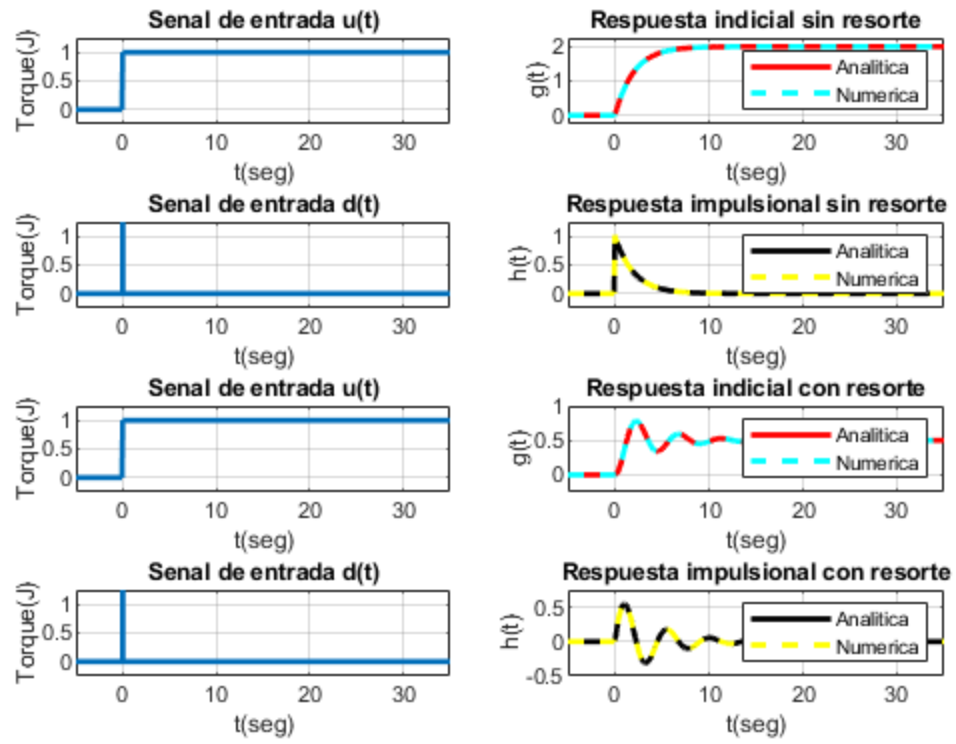 Senal de entrada u(t)
Torque(J)
1
0.5
0
0 10 20 30
t(seg)
Respuesta indicial sin resorte
g(t)
2
1
0
Analitica
Numerica
0 10 20 30
t(seg)
Senal de entrada d(t)
Torque(J)
1
0.5
0
0 10 20 30
t(seg)
Respuesta impulsional sin resorte
h(t)
1
0.5
0
Analitica
Numerica
0 10 20 30
t(seg)
Senal de entrada u(t)
Torque(J)
1
0.5
0
0 10 20 30
t(seg)
Respuesta indicial con resorte
g(t)
1
0.5
0
Analitica
Numerica
0 10 20 30
t(seg)
Senal de entrada d(t)
Torque(J)
1
0.5
0
0 10 20 30
t(seg)
Respuesta impulsional con resorte
h(t)
0.5
0
-0.5
Analitica
Numerica
0 10 20 30
t(seg)